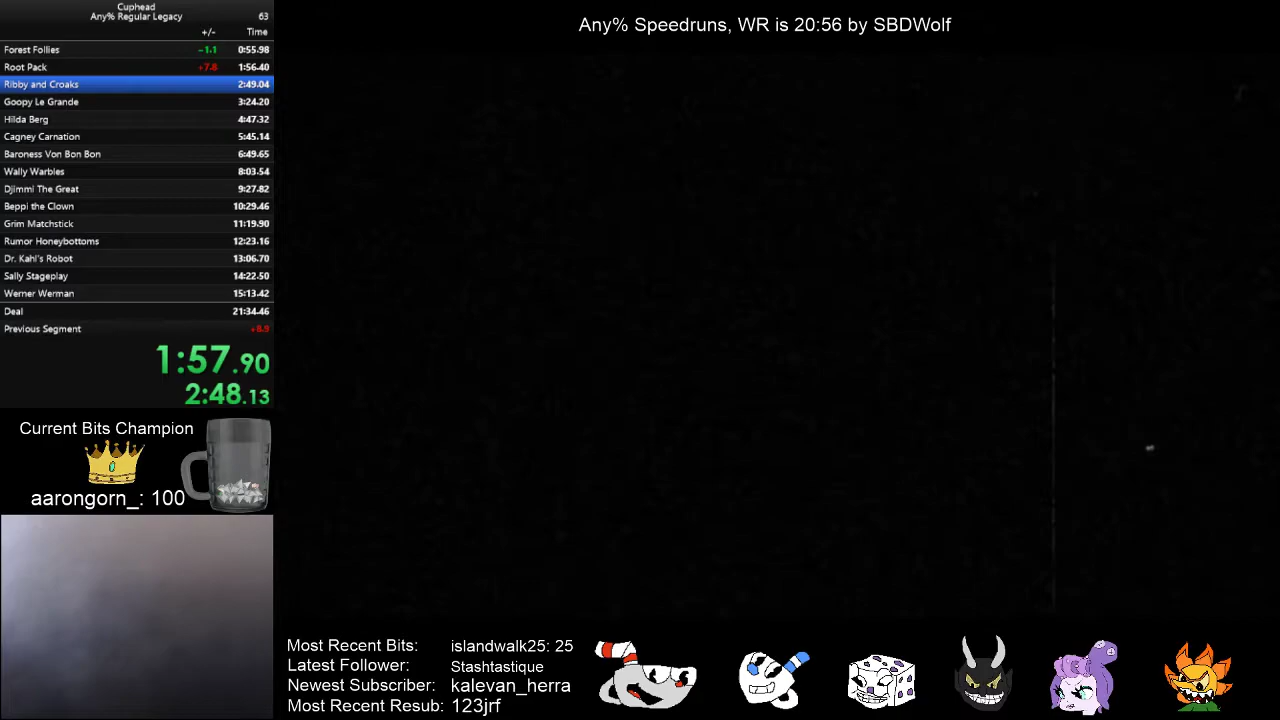 Cuphead
Any% Regular Legacy 63
+/- Time
Forest Follies −1.1 0:55.98
Root Pack +7.8 1:56.40
Ribby and Croaks 2:49.04
Goopy Le Grande 3:24.20
Hilda Berg 4:47.32
Cagney Carnation 5:45.14
Baroness Von Bon Bon 6:49.65
Wally Warbles 8:03.54
Djimmi The Great 9:27.82
Beppi the Clown 10:29.46
Grim Matchstick 11:19.90
Rumor Honeybottoms 12:23.16
Dr. Kahl's Robot 13:06.70
Sally Stageplay 14:22.50
Werner Werman 15:13.42
Deal 21:34.46
Previous Segment +8.9
1:57.90
2:48.13
Current Bits Champion
aarongorn_: 100
Any% Speedruns, WR is 20:56 by SBDWolf
Most Recent Bits: islandwalk25: 25
Latest Follower: Stashtastique
Newest Subscriber: kalevan_herra
Most Recent Resub: 123jrf